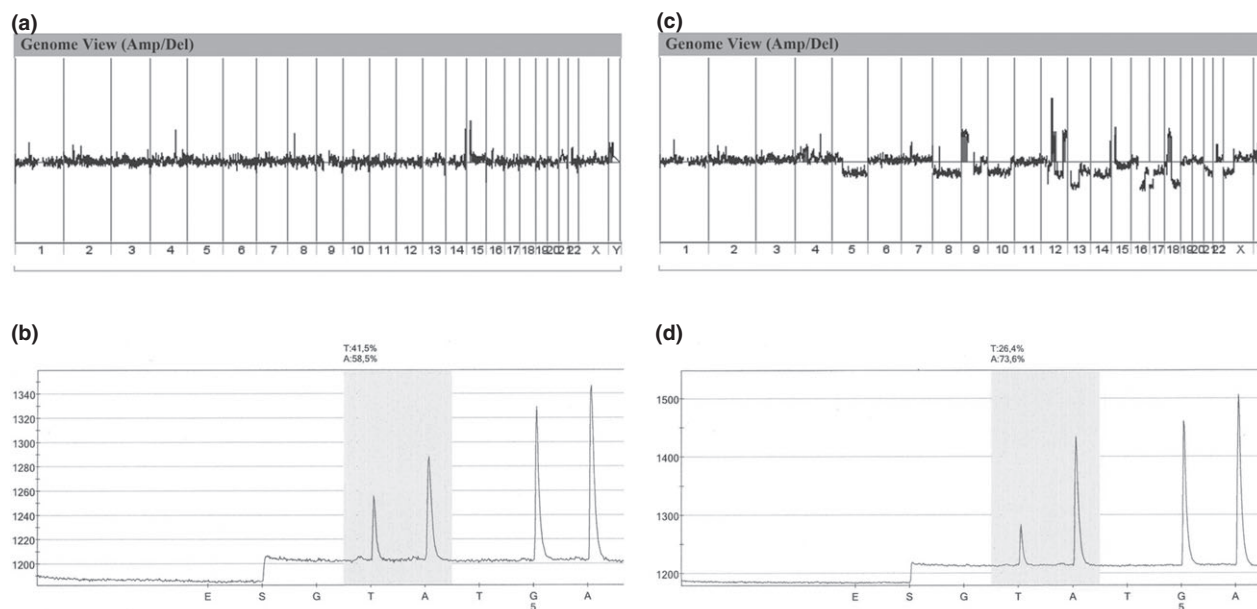 (a)
Genome View (Amp/Del)
1 2 3 4 5 6 7 8 9 10 11 12 13 14 15 16 17 18 19 20 21 22 X Y
(c)
Genome View (Amp/Del)
1 2 3 4 5 6 7 8 9 10 11 12 13 14 15 16 17 18 19 20 21 22 X
(b)
T:41,5%
A:58,5%
1340
1320
1300
1280
1260
1240
1220
1200
E S G T A T G A
5
(d)
T:26,4%
A:73,6%
1500
1400
1300
1200
E S G T A T G A
5